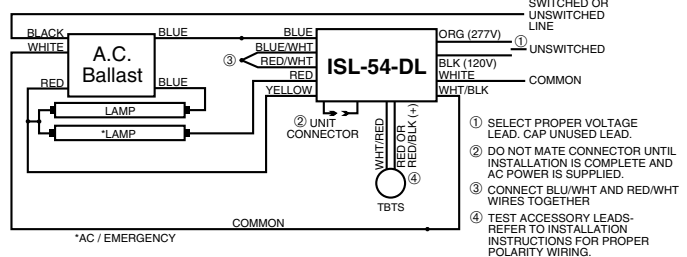 SWITCHED OR
UNSWITCHED
LINE
BLACK
BLUE
BLUE
ORG (277V)
①
UNSWITCHED
WHITE
BLUE/WHT
③
RED/WHT
A.C.
Ballast
ISL-54-DL
BLK (120V)
RED
BLUE
RED
WHITE
COMMON
YELLOW
WHT/BLK
LAMP
*LAMP
② UNIT
CONNECTOR
WHT/RED
RED OR
RED/BLK (+)
④
TBTS
COMMON
*AC / EMERGENCY
① SELECT PROPER VOLTAGE
LEAD. CAP UNUSED LEAD.
② DO NOT MATE CONNECTOR UNTIL
INSTALLATION IS COMPLETE AND
AC POWER IS SUPPLIED.
③ CONNECT BLU/WHT AND RED/WHT
WIRES TOGETHER
④ TEST ACCESSORY LEADS-
REFER TO INSTALLATION
INSTRUCTIONS FOR PROPER
POLARITY WIRING.